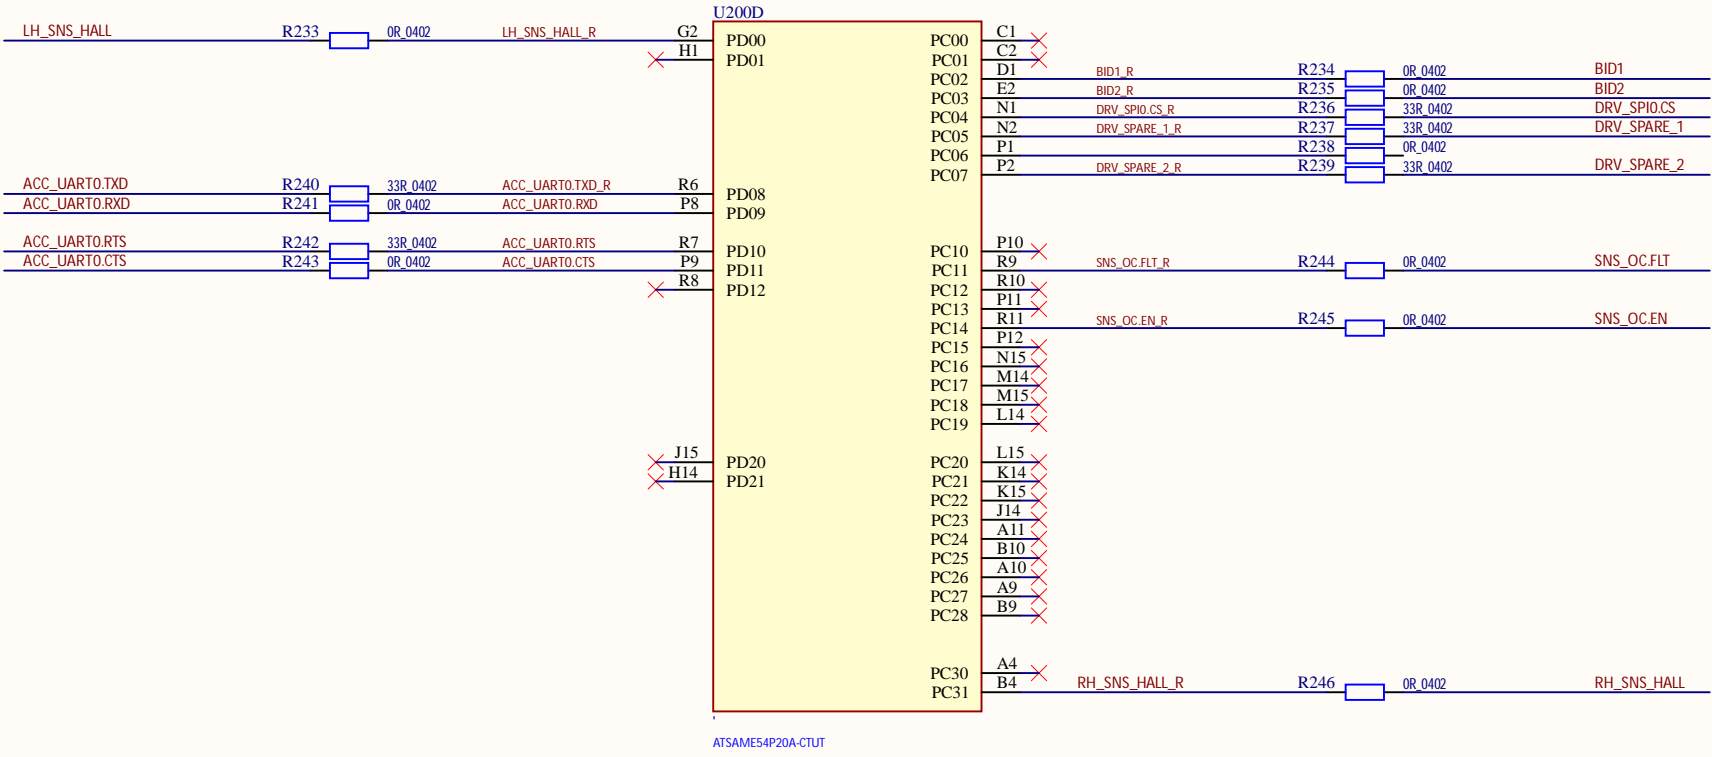 U200D
LH_SNS_HALL R233 0R_0402 LH_SNS_HALL_R G2 PD00 PC00 C1
H1 PD01 PC01 C2
PC02 D1 BID1_R R234 0R_0402 BID1
PC03 E2 BID2_R R235 0R_0402 BID2
PC04 N1 DRV_SPI0.CS_R R236 33R_0402 DRV_SPI0.CS
PC05 N2 DRV_SPARE_1_R R237 33R_0402 DRV_SPARE_1
PC06 P1 R238 0R_0402
PC07 P2 DRV_SPARE_2_R R239 33R_0402 DRV_SPARE_2
ACC_UART0.TXD R240 33R_0402 ACC_UART0.TXD_R R6 PD08
ACC_UART0.RXD R241 0R_0402 ACC_UART0.RXD P8 PD09
ACC_UART0.RTS R242 33R_0402 ACC_UART0.RTS R7 PD10 PC10 P10
ACC_UART0.CTS R243 0R_0402 ACC_UART0.CTS P9 PD11 PC11 R9 SNS_OC.FLT_R R244 0R_0402 SNS_OC.FLT
R8 PD12 PC12 R10
PC13 P11
PC14 R11 SNS_OC.EN_R R245 0R_0402 SNS_OC.EN
PC15 P12
PC16 N15
PC17 M14
PC18 M15
PC19 L14
J15 PD20 PC20 L15
H14 PD21 PC21 K14
PC22 K15
PC23 J14
PC24 A11
PC25 B10
PC26 A10
PC27 A9
PC28 B9
PC30 A4
PC31 B4 RH_SNS_HALL_R R246 0R_0402 RH_SNS_HALL
ATSAME54P20A-CTUT